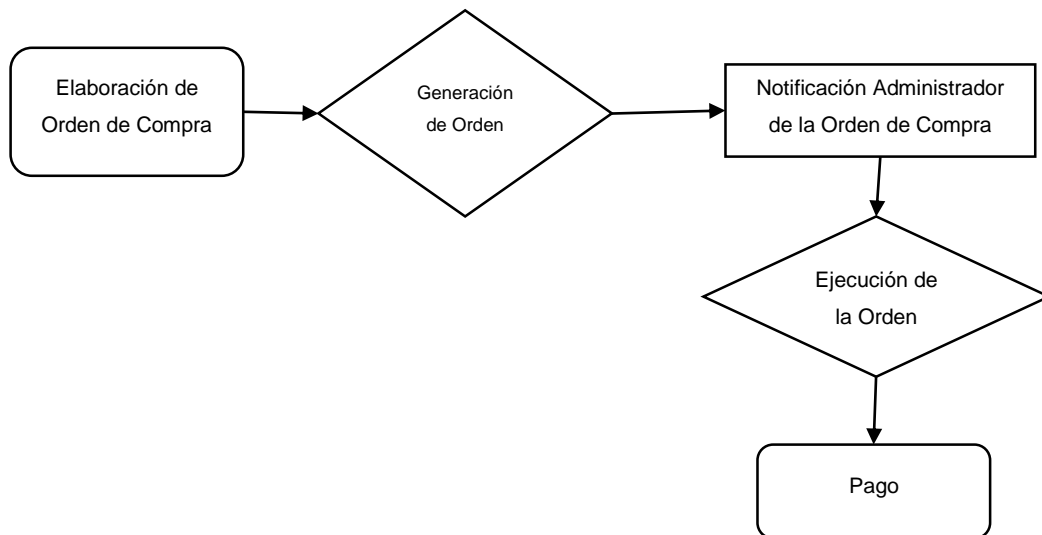 Elaboración de
Orden de Compra
Generación
de Orden
Notificación Administrador
de la Orden de Compra
Ejecución de
la Orden
Pago